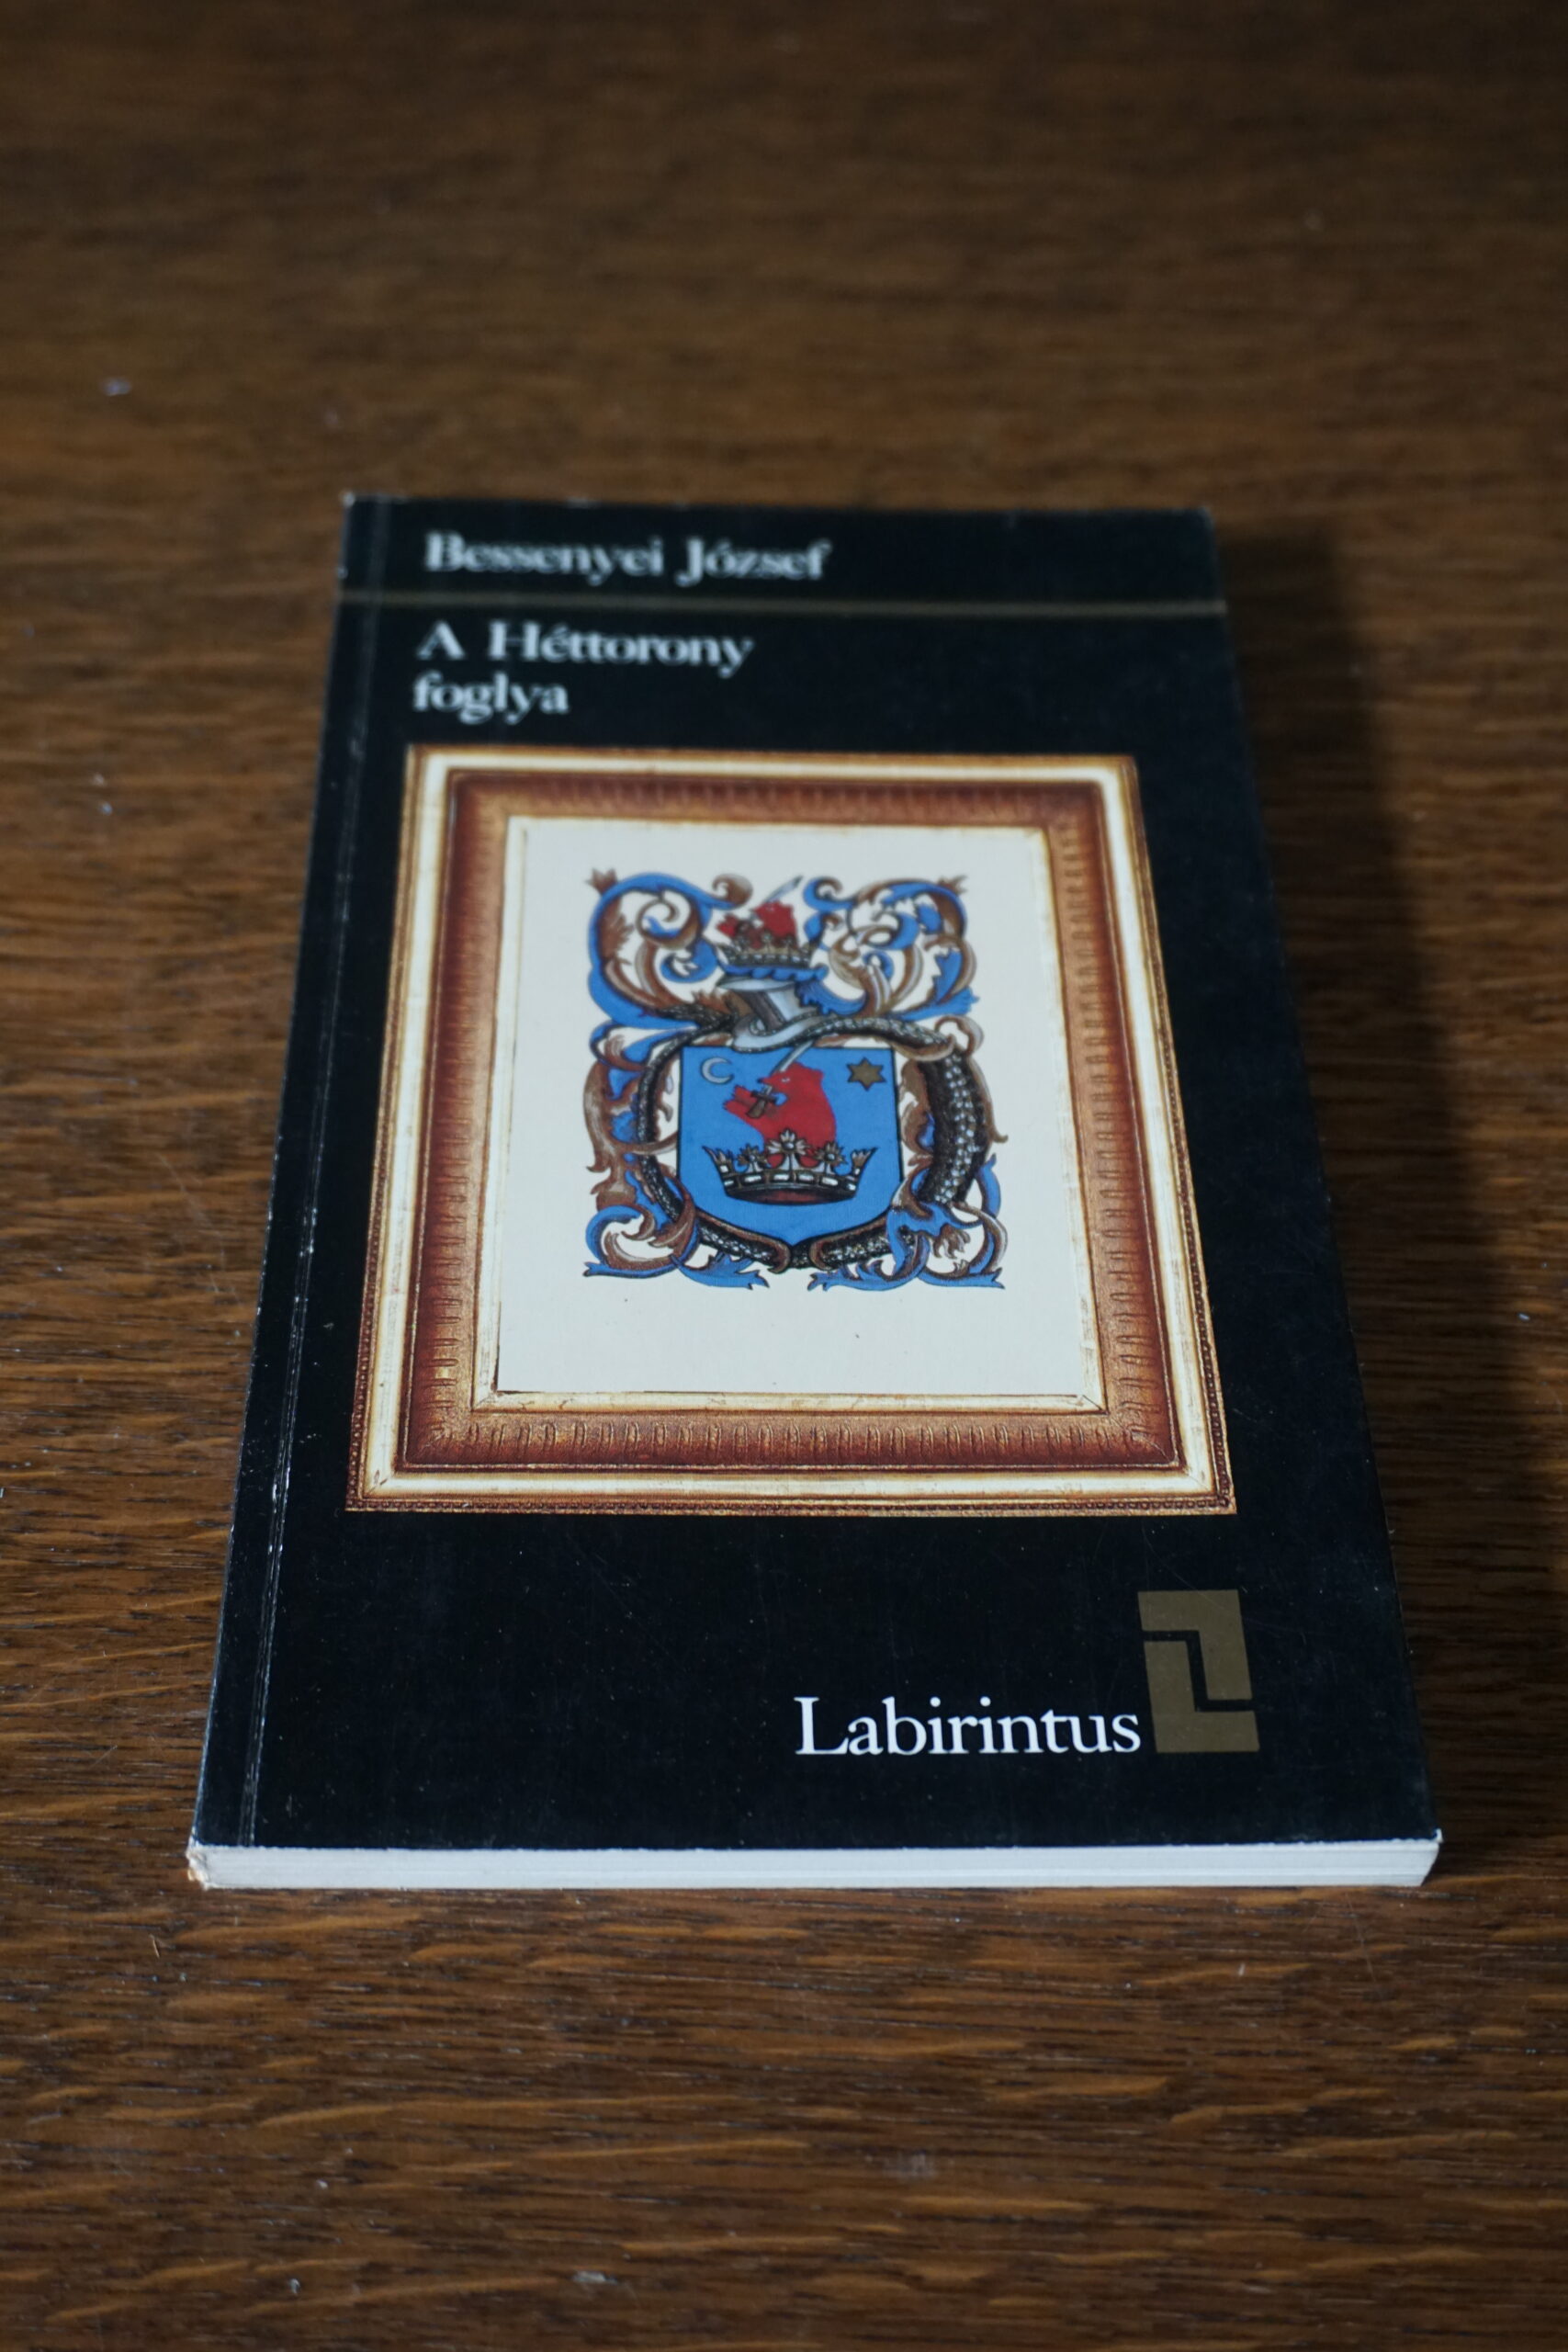 Bessenyei József
A Héttorony
foglya
Labirintus